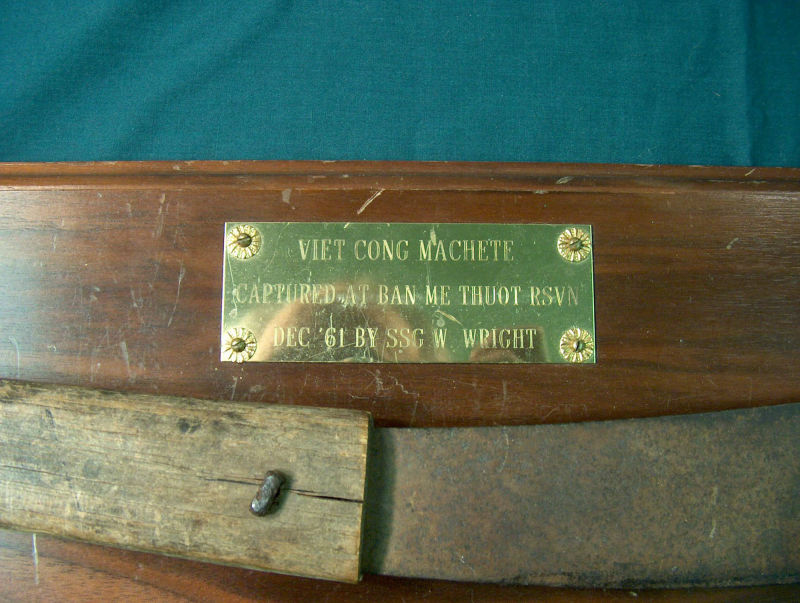 VIET CONG MACHETE
CAPTURED AT BAN ME THUOT RSVN
DEC '61 BY SSG W. WRIGHT